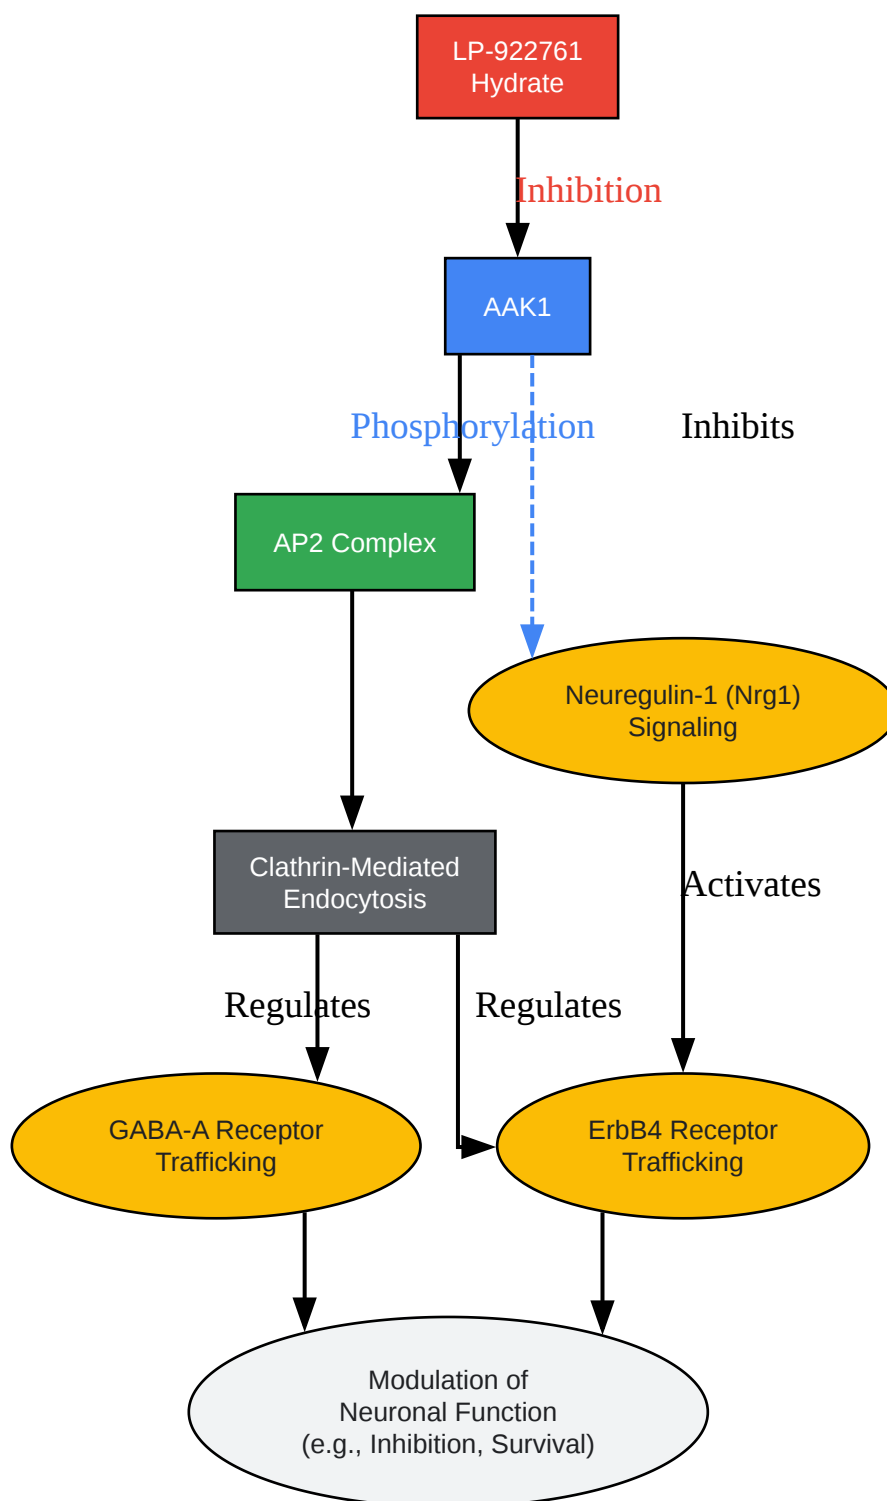 LP-922761
Hydrate
Inhibition
AAK1
Phosphorylation
Inhibits
AP2 Complex
Neuregulin-1 (Nrg1)
Signaling
Clathrin-Mediated
Endocytosis
Activates
Regulates
Regulates
GABA-A Receptor
Trafficking
ErbB4 Receptor
Trafficking
Modulation of
Neuronal Function
(e.g., Inhibition, Survival)